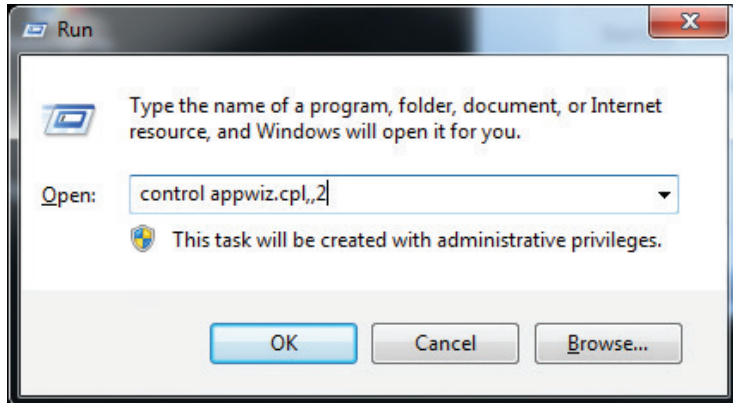 Run
Type the name of a program, folder, document, or Internet
resource, and Windows will open it for you.
Open: control appwiz.cpl,,2
This task will be created with administrative privileges.
OK Cancel Browse...